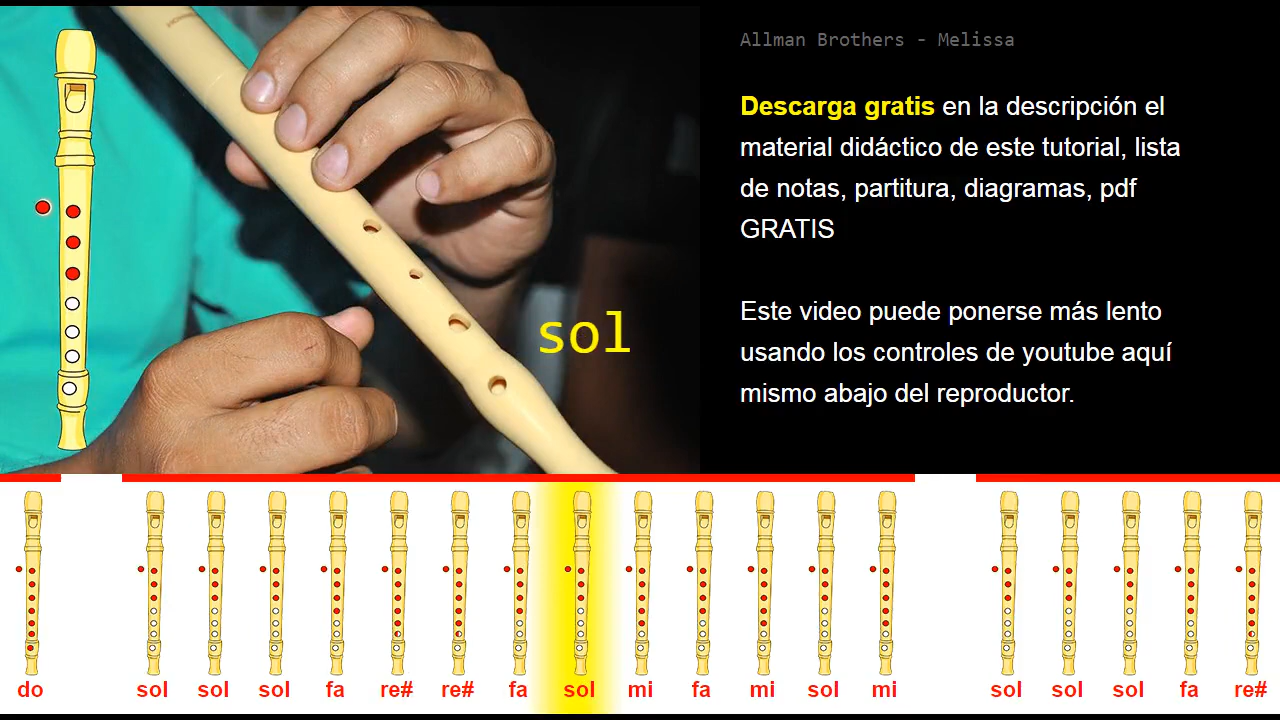 Allman Brothers - Melissa
Descarga gratis en la descripción el
material didáctico de este tutorial, lista
de notas, partitura, diagramas, pdf
GRATIS
Este video puede ponerse más lento
usando los controles de youtube aquí
mismo abajo del reproductor.
sol
do sol sol sol fa re# re# fa sol mi fa mi sol mi sol sol sol fa re#